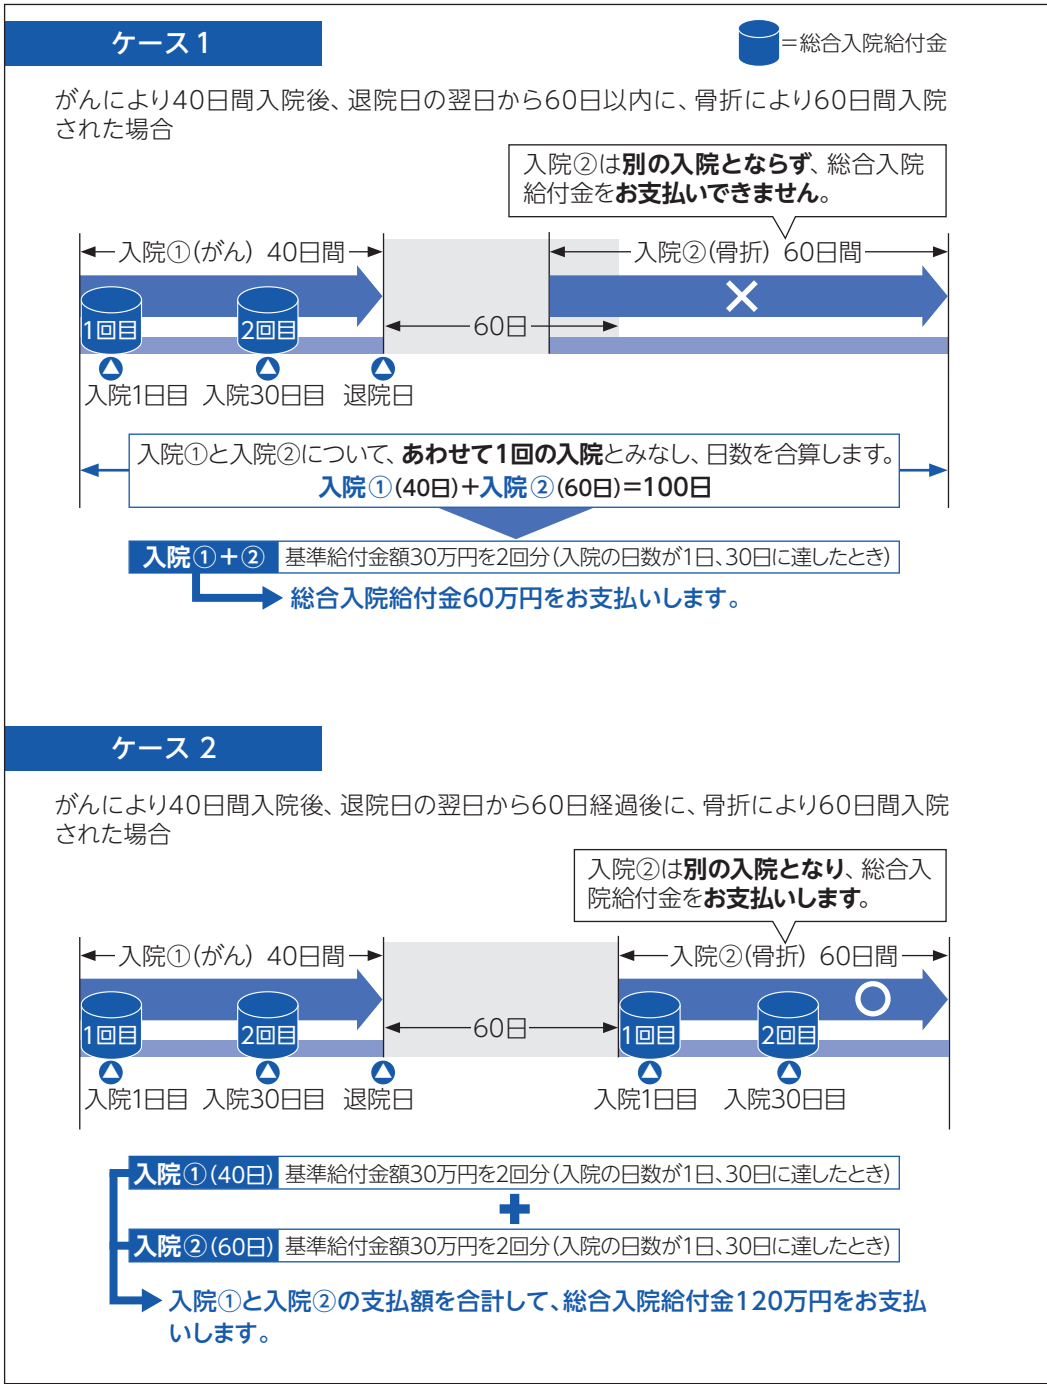 ケース1
=総合入院給付金
がんにより40日間入院後、退院日の翌日から60日以内に、骨折により60日間入院
された場合
入院②は別の入院とならず、総合入院
給付金をお支払いできません。
入院①(がん) 40日間
入院②(骨折) 60日間
1回目
2回目
60日
入院1日目
入院30日目
退院日
入院①と入院②について、あわせて1回の入院とみなし、日数を合算します。
入院①(40日)+入院②(60日)=100日
入院①+② 基準給付金額30万円を2回分(入院の日数が1日、30日に達したとき)
総合入院給付金60万円をお支払いします。
ケース 2
がんにより40日間入院後、退院日の翌日から60日経過後に、骨折により60日間入院
された場合
入院②は別の入院となり、総合入
院給付金をお支払いします。
入院①(がん) 40日間
入院②(骨折) 60日間
1回目
2回目
60日
1回目
2回目
入院1日目
入院30日目
退院日
入院1日目
入院30日目
入院①(40日) 基準給付金額30万円を2回分(入院の日数が1日、30日に達したとき)
+
入院②(60日) 基準給付金額30万円を2回分(入院の日数が1日、30日に達したとき)
入院①と入院②の支払額を合計して、総合入院給付金120万円をお支払
いします。